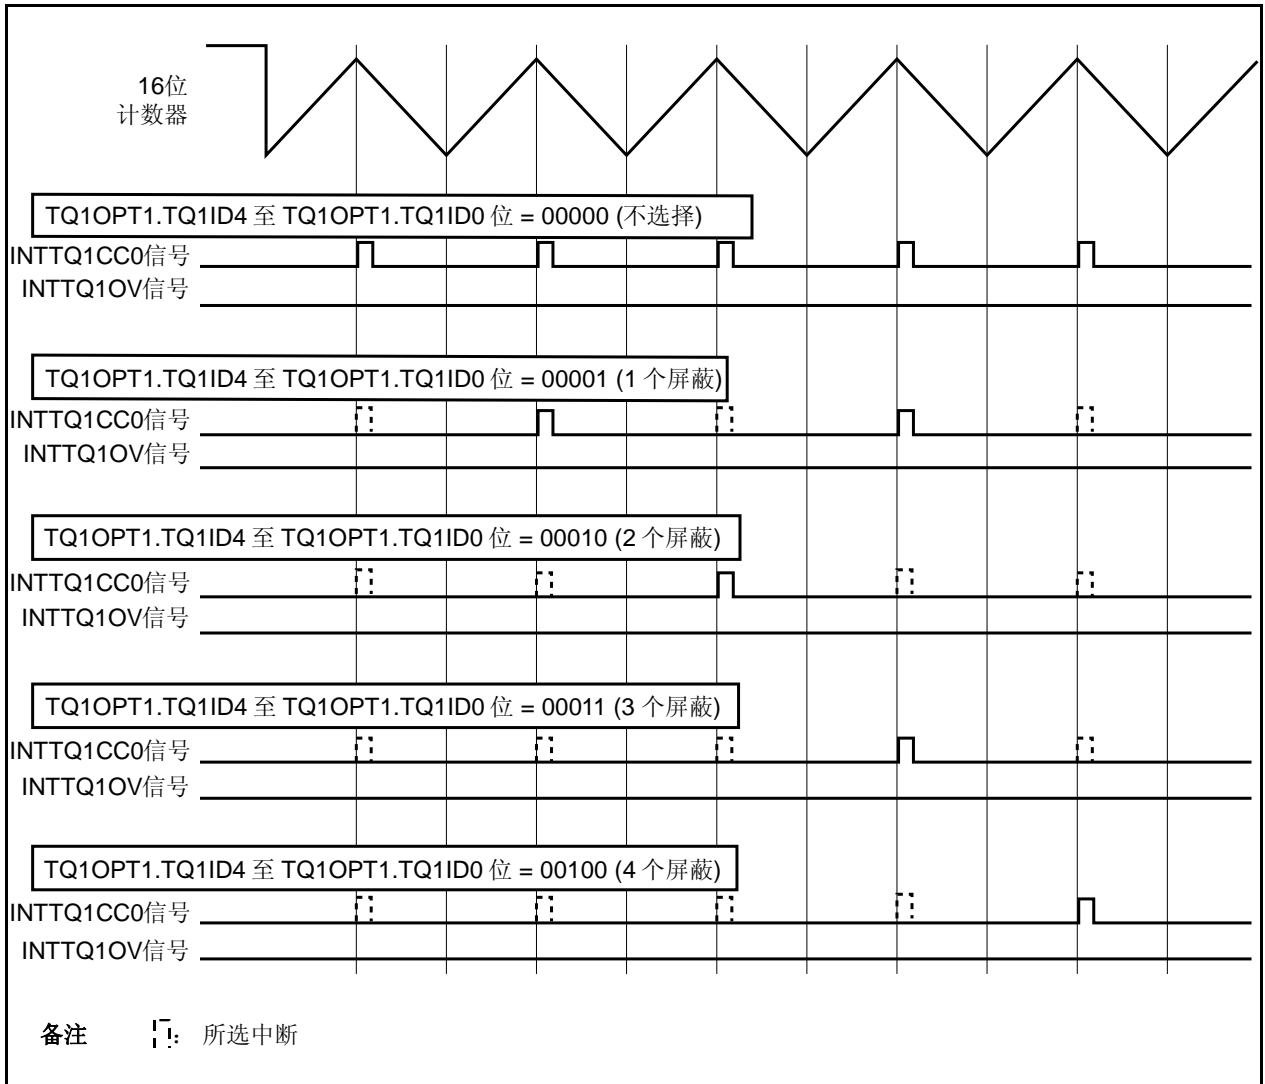 16位
计数器
TQ1OPT1.TQ1ID4 至 TQ1OPT1.TQ1ID0 位 = 00000 (不选择)
INTTQ1CC0信号
INTTQ1OV信号
TQ1OPT1.TQ1ID4 至 TQ1OPT1.TQ1ID0 位 = 00001 (1 个屏蔽)
INTTQ1CC0信号
INTTQ1OV信号
TQ1OPT1.TQ1ID4 至 TQ1OPT1.TQ1ID0 位 = 00010 (2 个屏蔽)
INTTQ1CC0信号
INTTQ1OV信号
TQ1OPT1.TQ1ID4 至 TQ1OPT1.TQ1ID0 位 = 00011 (3 个屏蔽)
INTTQ1CC0信号
INTTQ1OV信号
TQ1OPT1.TQ1ID4 至 TQ1OPT1.TQ1ID0 位 = 00100 (4 个屏蔽)
INTTQ1CC0信号
INTTQ1OV信号
备注 : 所选中断